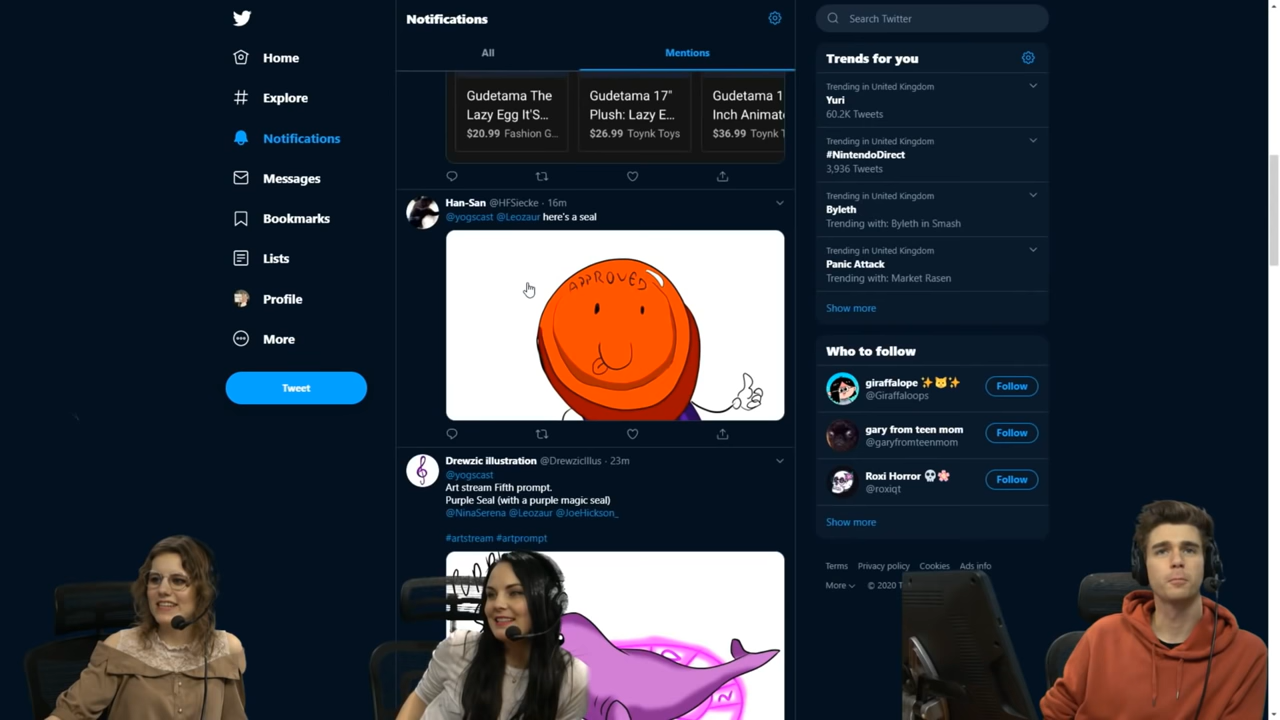 Home
Explore
Notifications
Messages
Bookmarks
Lists
Profile
More
Tweet
Notifications
All
Mentions
Gudetama The
Lazy Egg It'S...
$20.99 Fashion G...
Gudetama 17"
Plush: Lazy E...
$26.99 Toynk Toys
Gudetama 1
Inch Animat
$36.99 Toynk T
Han-San @HFSiecke · 16m
@yogscast @Leozaur here's a seal
APPROVED
Drewzic illustration @DrewzicIllus · 23m
@yogscast
Art stream Fifth prompt.
Purple Seal (with a purple magic seal)
@NinaSerena @Leozaur @JoeHickson_
#artstream #artprompt
Search Twitter
Trends for you
Trending in United Kingdom
Yuri
60.2K Tweets
Trending in United Kingdom
#NintendoDirect
3,936 Tweets
Trending in United Kingdom
Byleth
Trending with: Byleth in Smash
Trending in United Kingdom
Panic Attack
Trending with: Market Rasen
Show more
Who to follow
giraffalope
@Giraffaloops
Follow
gary from teen mom
@garyfromteenmom
Follow
Roxi Horror
@roxiqt
Follow
Show more
Terms Privacy policy Cookies Ads info
More © 2020 T